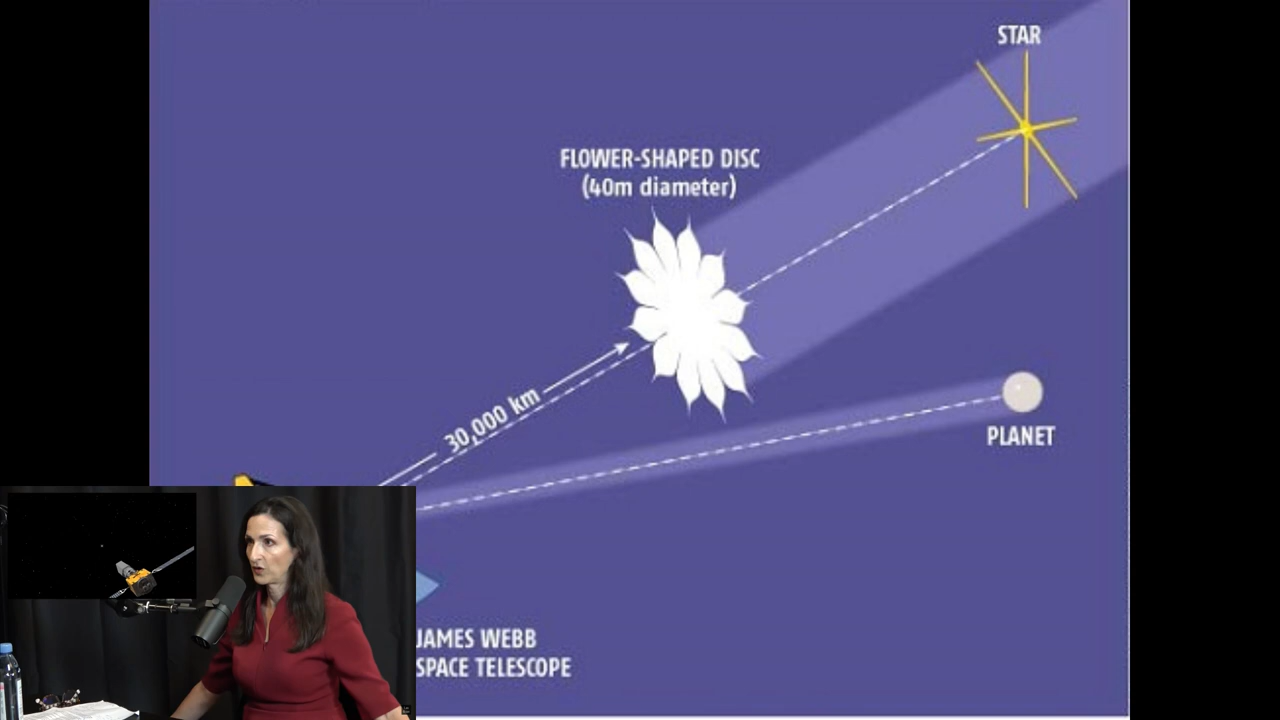 STAR
FLOWER-SHAPED DISC
(40m diameter)
30,000 km
PLANET
JAMES WEBB
SPACE TELESCOPE